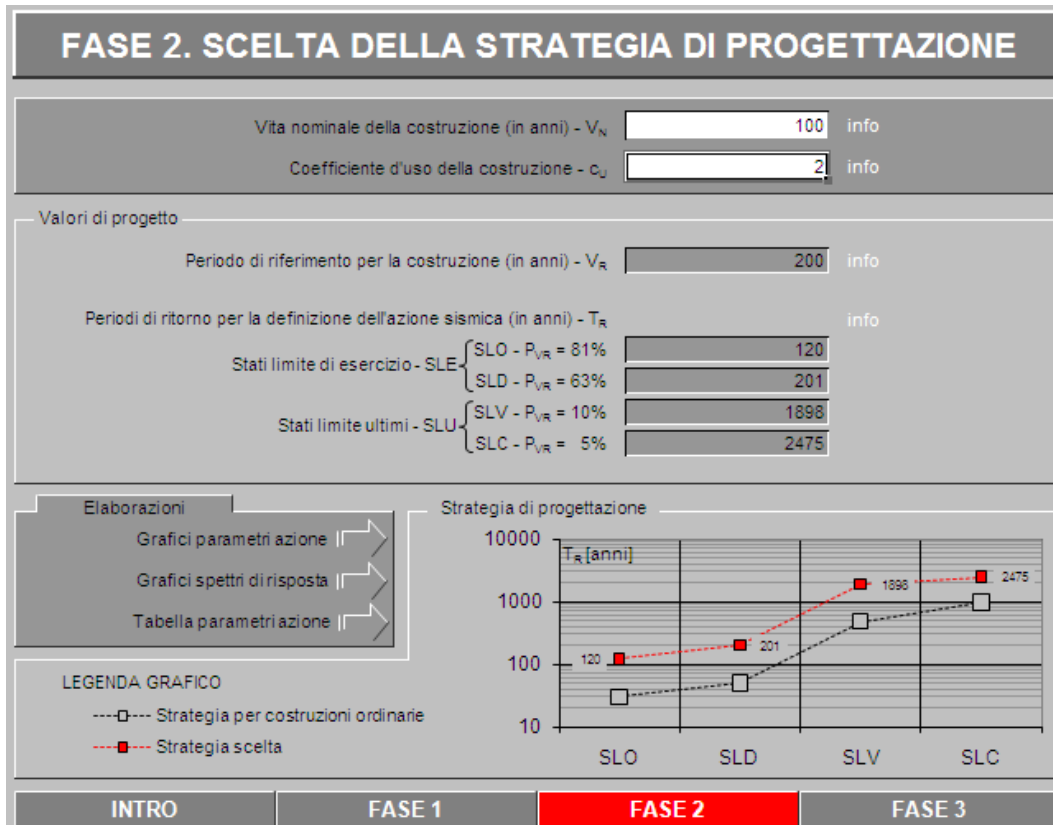 FASE 2. SCELTA DELLA STRATEGIA DI PROGETTAZIONE
Vita nominale della costruzione (in anni) - VN 100 info
Coefficiente d'uso della costruzione - cU 2 info
Valori di progetto
Periodo di riferimento per la costruzione (in anni) - VR 200 info
Periodi di ritorno per la definizione dell'azione sismica (in anni) - TR info
Stati limite di esercizio - SLE
SLO - PVR = 81% 120
SLD - PVR = 63% 201
Stati limite ultimi - SLU
SLV - PVR = 10% 1898
SLC - PVR = 5% 2475
Elaborazioni
Grafici parametri azione
Grafici spettri di risposta
Tabella parametri azione
Strategia di progettazione
TR [anni]
10000
1000
100
10
120
201
1898
2475
SLO SLD SLV SLC
LEGENDA GRAFICO
Strategia per costruzioni ordinarie
Strategia scelta
INTRO FASE 1 FASE 2 FASE 3